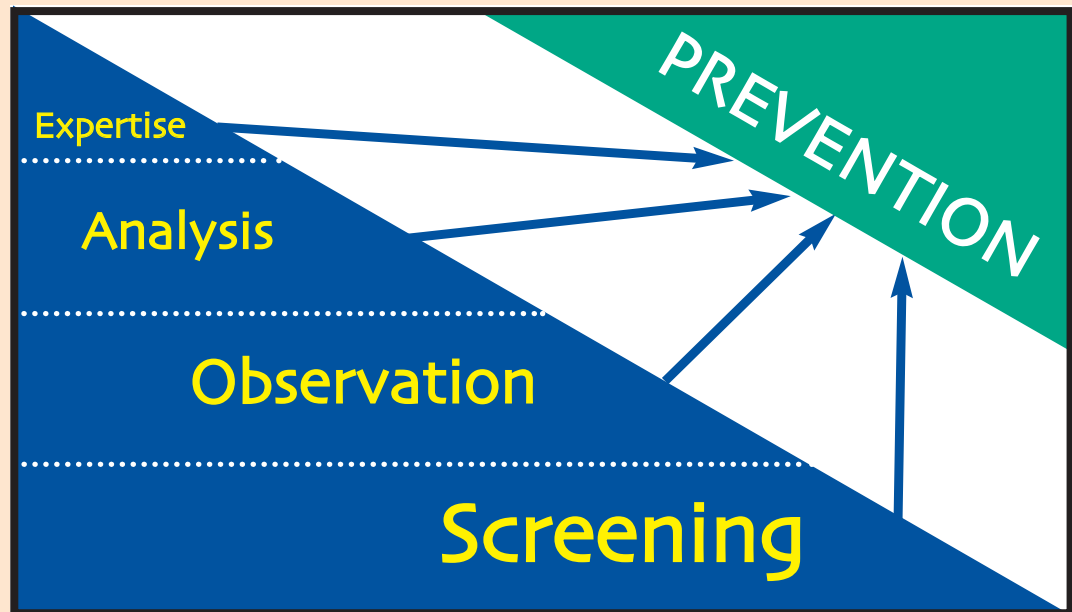 PREVENTION
Expertise
Analysis
Observation
Screening